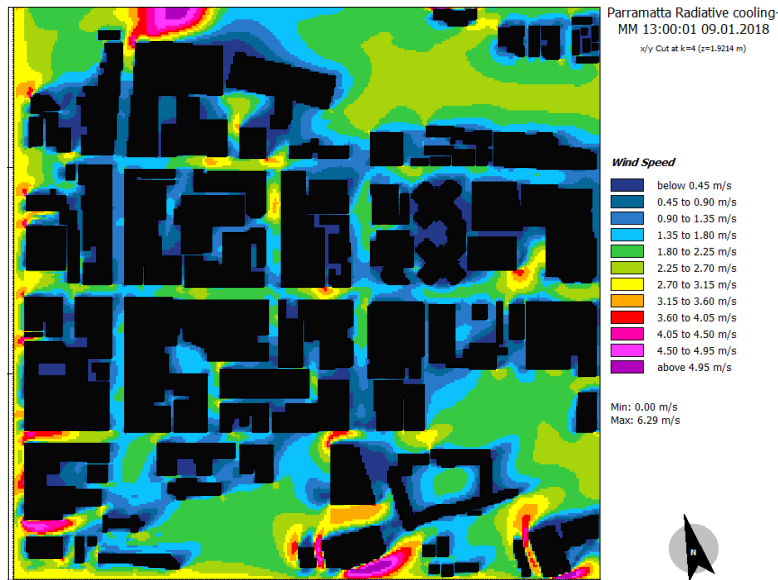 Parramatta Radiative cooling-
MM 13:00:01 09.01.2018
x/y Cut at k=4 (z=1.9214 m)
Wind Speed
below 0.45 m/s
0.45 to 0.90 m/s
0.90 to 1.35 m/s
1.35 to 1.80 m/s
1.80 to 2.25 m/s
2.25 to 2.70 m/s
2.70 to 3.15 m/s
3.15 to 3.60 m/s
3.60 to 4.05 m/s
4.05 to 4.50 m/s
4.50 to 4.95 m/s
above 4.95 m/s
Min: 0.00 m/s
Max: 6.29 m/s
N